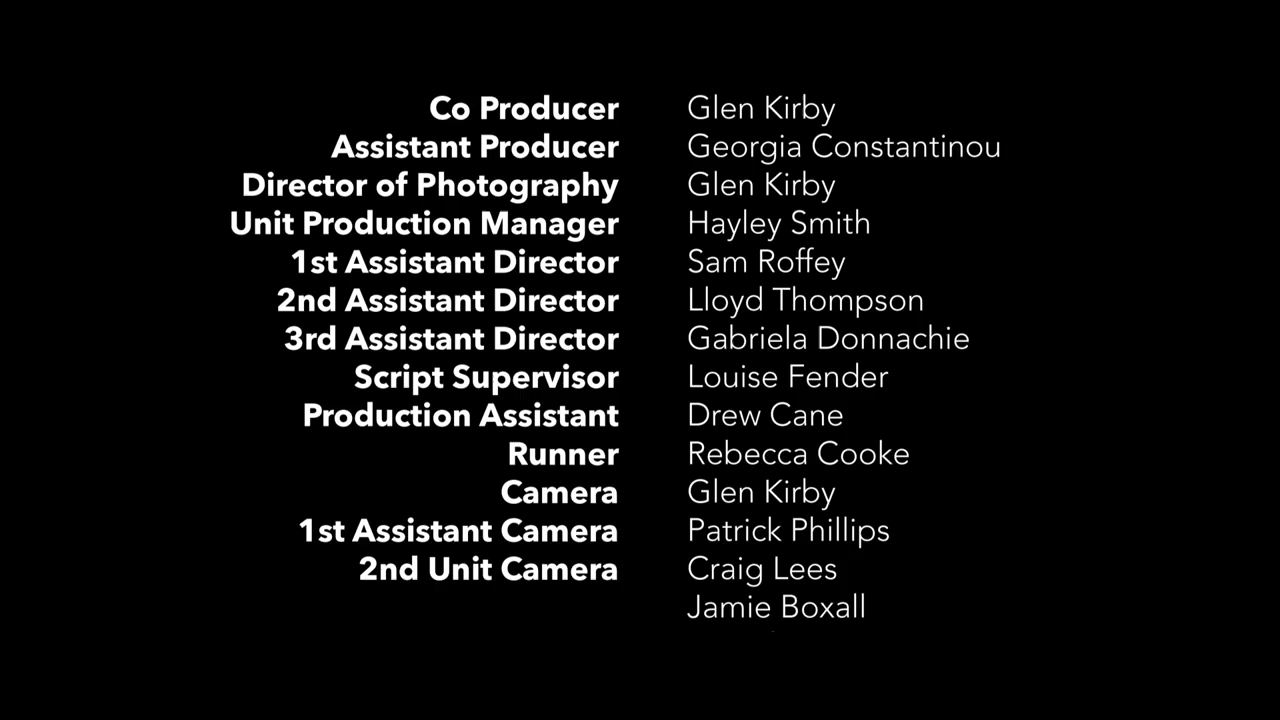 Co Producer Glen Kirby
Assistant Producer Georgia Constantinou
Director of Photography Glen Kirby
Unit Production Manager Hayley Smith
1st Assistant Director Sam Roffey
2nd Assistant Director Lloyd Thompson
3rd Assistant Director Gabriela Donnachie
Script Supervisor Louise Fender
Production Assistant Drew Cane
Runner Rebecca Cooke
Camera Glen Kirby
1st Assistant Camera Patrick Phillips
2nd Unit Camera Craig Lees
Jamie Boxall